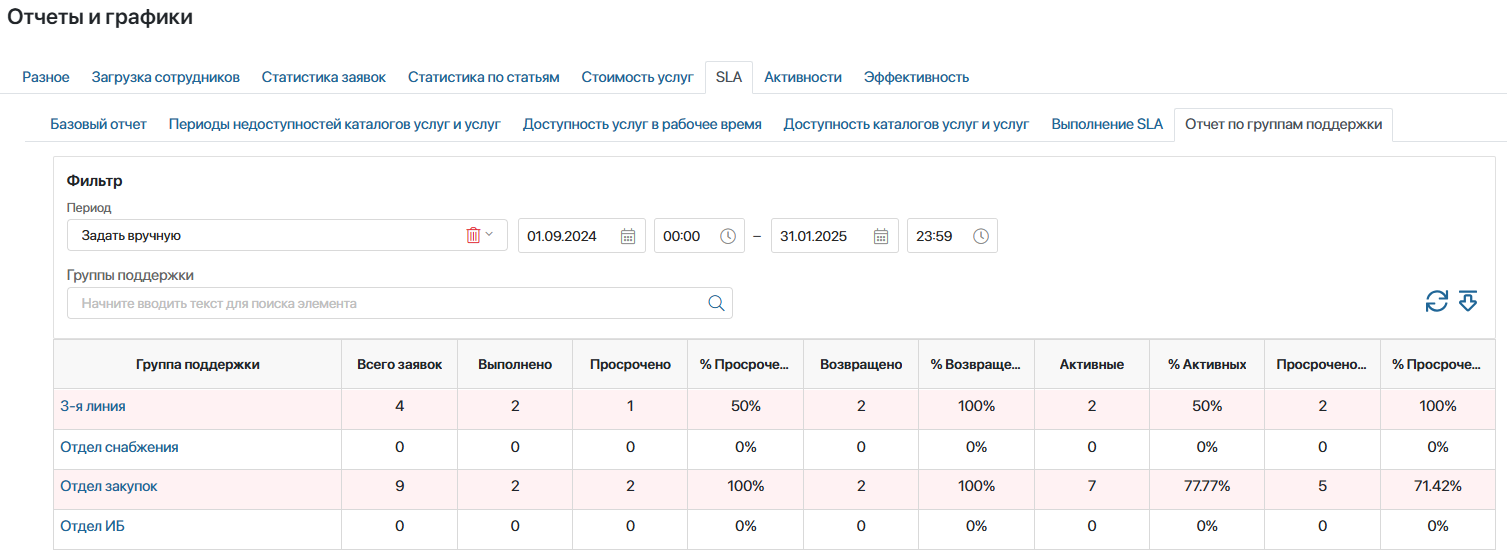 Отчеты и графики
Разное Загрузка сотрудников Статистика заявок Статистика по статьям Стоимость услуг SLA Активности Эффективность
Базовый отчет Периоды недоступностей каталогов услуг и услуг Доступность услуг в рабочее время Доступность каталогов услуг и услуг Выполнение SLA Отчет по группам поддержки
Фильтр
Период
Задать вручную 01.09.2024 00:00 – 31.01.2025 23:59
Группы поддержки
Начните вводить текст для поиска элемента
Группа поддержки Всего заявок Выполнено Просрочено % Просроче... Возвращено % Возвраще... Активные % Активных Просрочено... % Просроче...
3-я линия 4 2 1 50% 2 100% 2 50% 2 100%
Отдел снабжения 0 0 0 0% 0 0% 0 0% 0 0%
Отдел закупок 9 2 2 100% 2 100% 7 77.77% 5 71.42%
Отдел ИБ 0 0 0 0% 0 0% 0 0% 0 0%